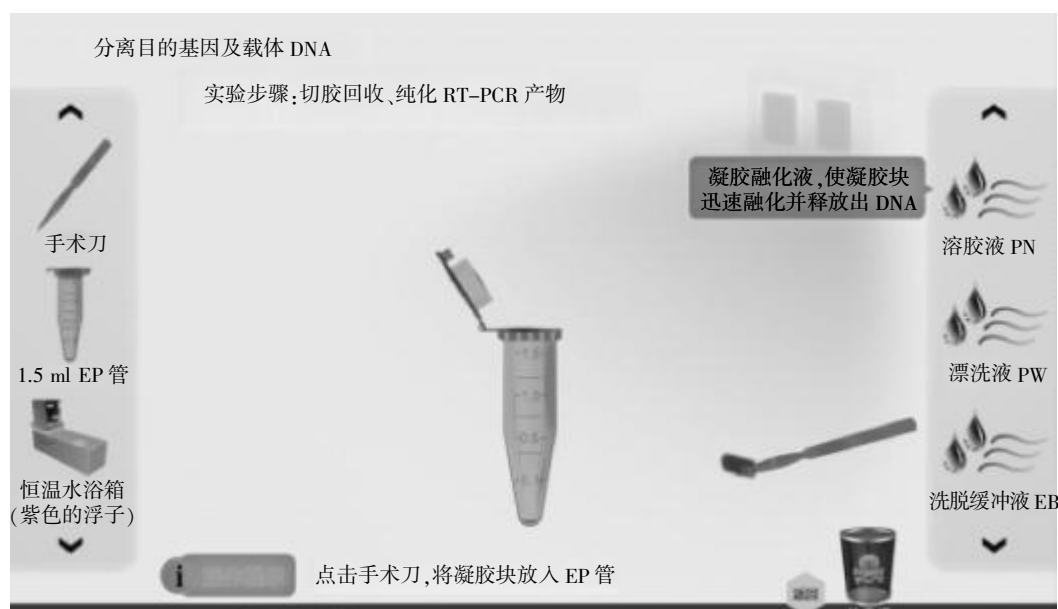 分离目的基因及载体 DNA
实验步骤:切胶回收、纯化 RT-PCR 产物
手术刀
1.5 ml EP 管
恒温水浴箱
(紫色的浮子)
凝胶融化液,使凝胶块
迅速融化并释放出 DNA
溶胶液 PN
漂洗液 PW
洗脱缓冲液 EB
点击手术刀,将凝胶块放入 EP 管